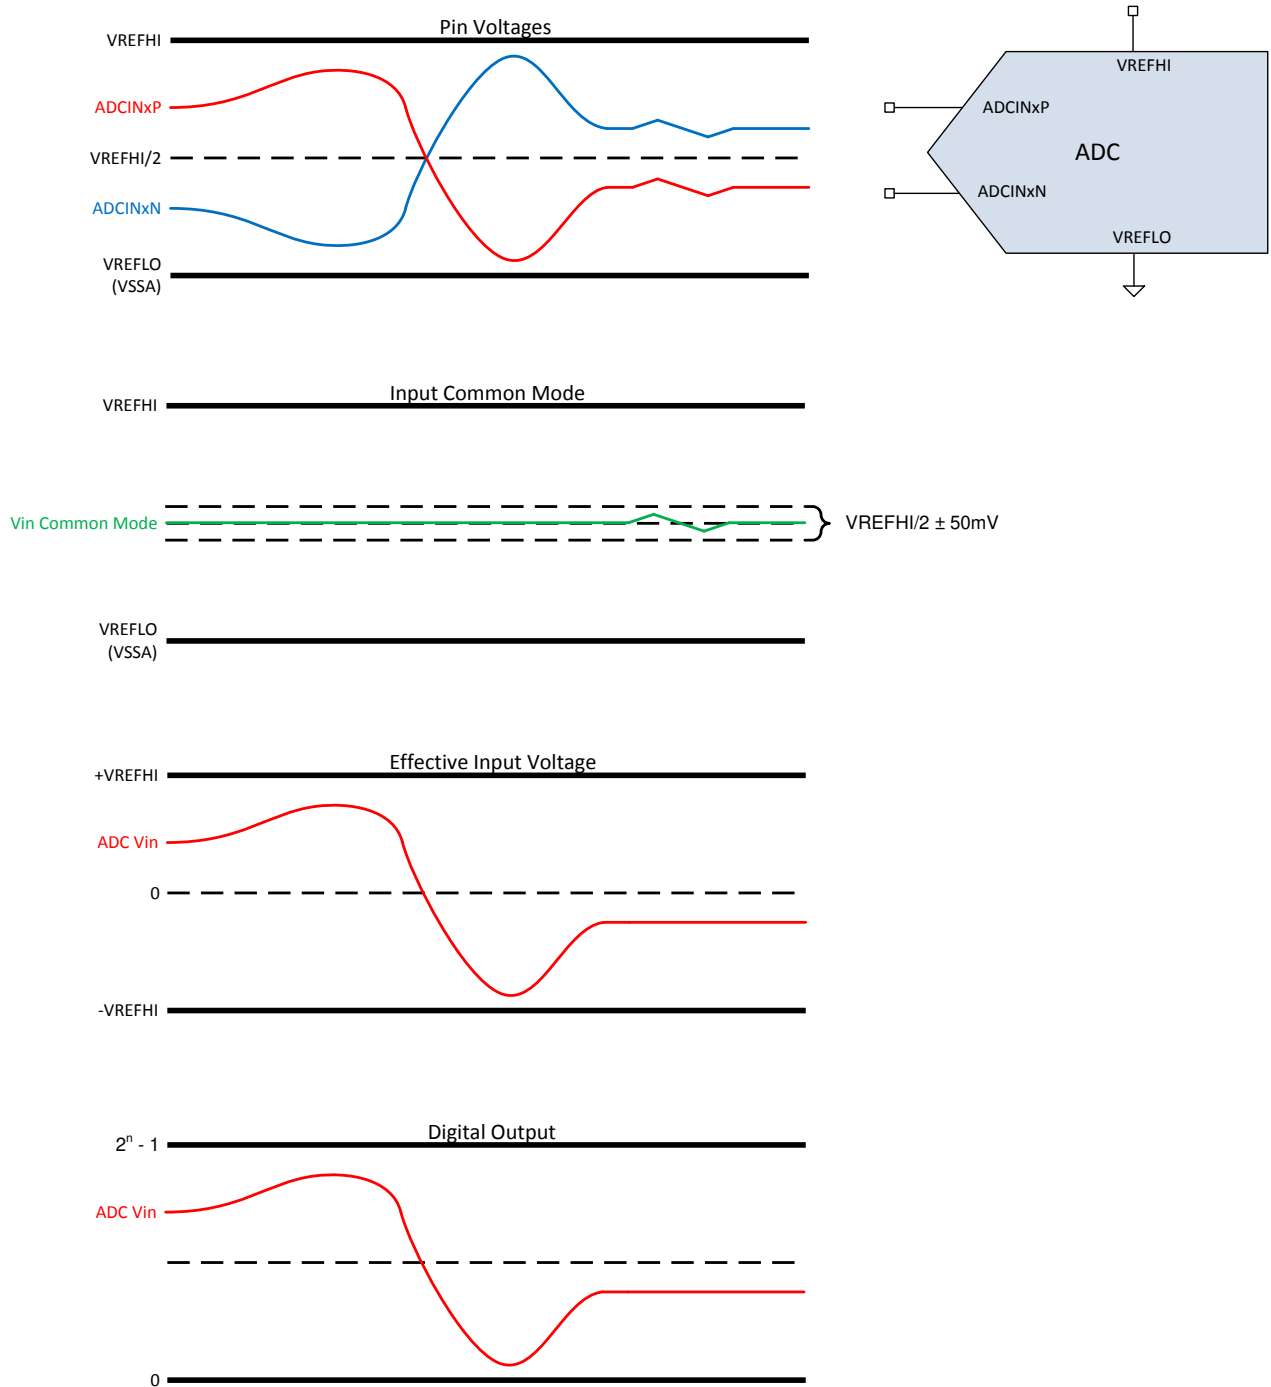 Pin Voltages
VREFHI
ADCINxP
VREFHI/2
ADCINxN
VREFLO
(VSSA)
VREFHI
ADCINxP
ADC
ADCINxN
VREFLO
Input Common Mode
VREFHI
Vin Common Mode
VREFHI/2 ± 50mV
VREFLO
(VSSA)
Effective Input Voltage
+VREFHI
ADC Vin
0
-VREFHI
Digital Output
2ⁿ - 1
ADC Vin
0